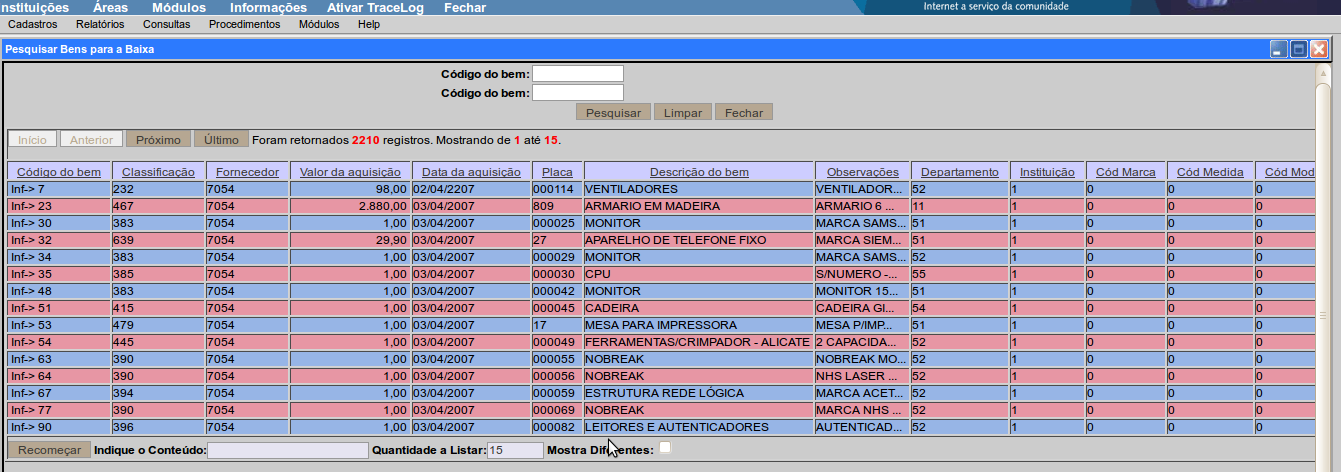 nstituições Áreas Módulos Informações Ativar TraceLog Fechar
Internet a serviço da comunidade
Cadastros Relatórios Consultas Procedimentos Módulos Help
Pesquisar Bens para a Baixa
Código do bem:
Código do bem:
Pesquisar Limpar Fechar
Início Anterior Próximo Último Foram retornados 2210 registros. Mostrando de 1 até 15.
Código do bem Classificação Fornecedor Valor da aquisição Data da aquisição Placa Descrição do bem Observações Departamento Instituição Cód Marca Cód Medida Cód Mod
Inf-> 7 232 7054 98,00 02/04/2207 000114 VENTILADORES VENTILADOR... 52 1 0 0 0
Inf-> 23 467 7054 2.880,00 03/04/2007 809 ARMARIO EM MADEIRA ARMARIO 6 ... 11 1 0 0 0
Inf-> 30 383 7054 1,00 03/04/2007 000025 MONITOR MARCA SAMS... 51 1 0 0 0
Inf-> 32 639 7054 29,90 03/04/2007 27 APARELHO DE TELEFONE FIXO MARCA SIEM... 51 1 0 0 0
Inf-> 34 383 7054 1,00 03/04/2007 000029 MONITOR MARCA SAMS... 52 1 0 0 0
Inf-> 35 385 7054 1,00 03/04/2007 000030 CPU S/NUMERO -... 55 1 0 0 0
Inf-> 48 383 7054 1,00 03/04/2007 000042 MONITOR MONITOR 15... 51 1 0 0 0
Inf-> 51 415 7054 1,00 03/04/2007 000045 CADEIRA CADEIRA GI... 54 1 0 0 0
Inf-> 53 479 7054 1,00 03/04/2007 17 MESA PARA IMPRESSORA MESA P/IMP... 51 1 0 0 0
Inf-> 54 445 7054 1,00 03/04/2007 000049 FERRAMENTAS/CRIMPADOR - ALICATE 2 CAPACIDA... 52 1 0 0 0
Inf-> 63 390 7054 1,00 03/04/2007 000055 NOBREAK NOBREAK MO... 52 1 0 0 0
Inf-> 64 390 7054 1,00 03/04/2007 000056 NOBREAK NHS LASER ... 52 1 0 0 0
Inf-> 67 394 7054 1,00 03/04/2007 000059 ESTRUTURA REDE LÓGICA MARCA ACET... 52 1 0 0 0
Inf-> 77 390 7054 1,00 03/04/2007 000069 NOBREAK MARCA NHS ... 52 1 0 0 0
Inf-> 90 396 7054 1,00 03/04/2007 000082 LEITORES E AUTENTICADORES AUTENTICAD... 52 1 0 0 0
Recomeçar Indique o Conteúdo: Quantidade a Listar: 15 Mostra Diferentes: